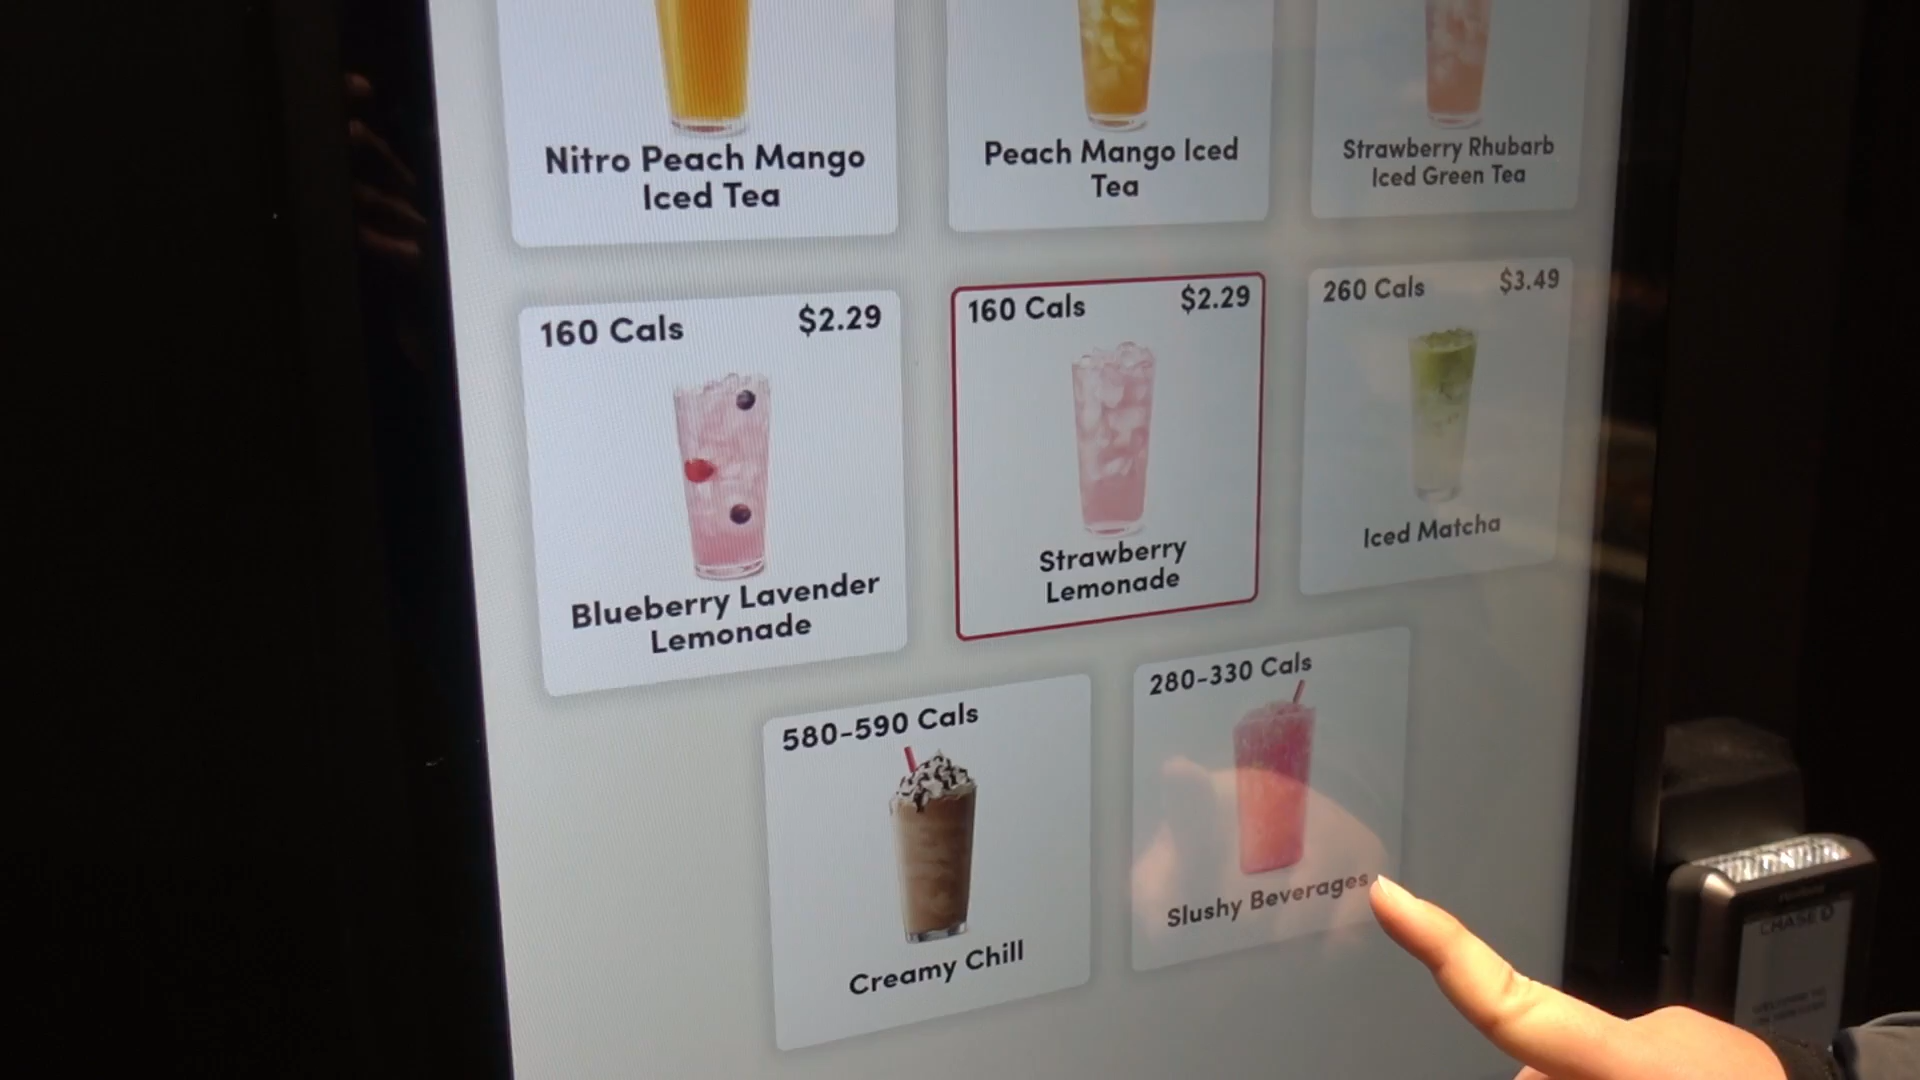 Nitro Peach Mango
Iced Tea
Peach Mango Iced
Tea
Strawberry Rhubarb
Iced Green Tea
160 Cals $2.29
Blueberry Lavender
Lemonade
160 Cals $2.29
Strawberry
Lemonade
260 Cals $3.49
Iced Matcha
580-590 Cals
Creamy Chill
280-330 Cals
Slushy Beverages
CHASE